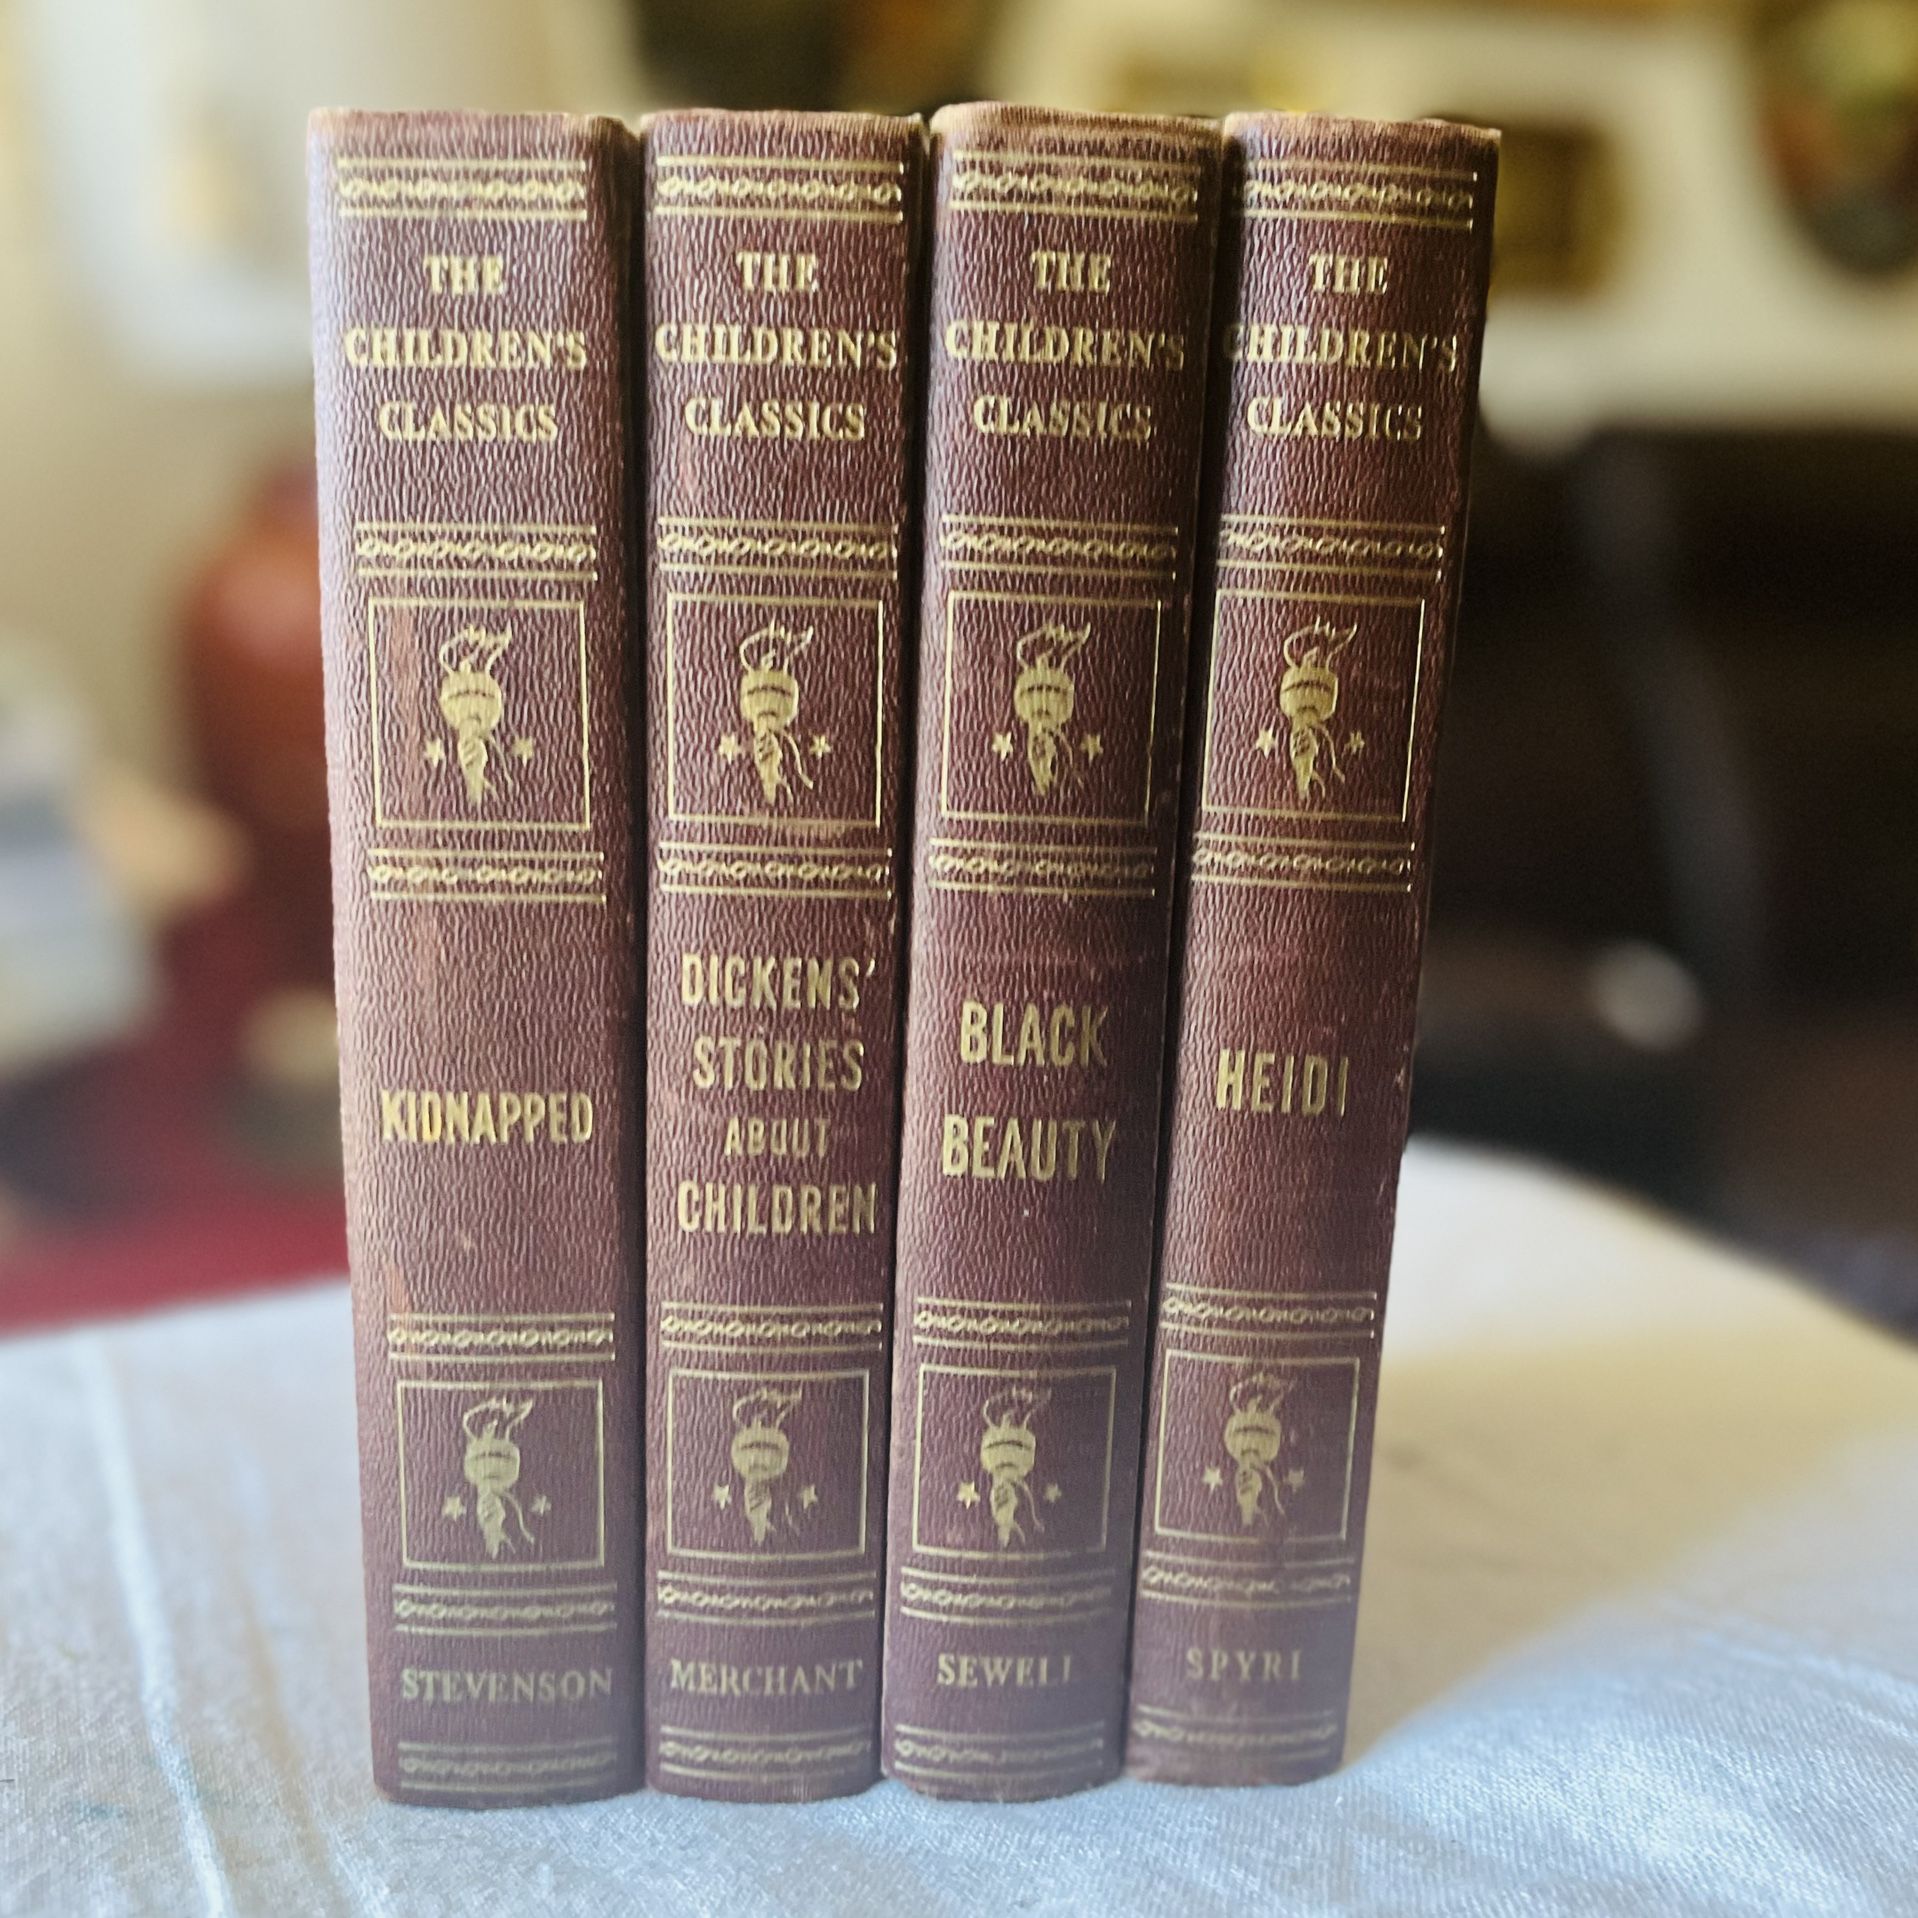 THE
CHILDREN'S
CLASSICS
KIDNAPPED
STEVENSON
THE
CHILDREN'S
CLASSICS
DICKENS'
STORIES
ABOUT
CHILDREN
MERCHANT
THE
CHILDREN'S
CLASSICS
BLACK
BEAUTY
SEWELL
THE
CHILDREN'S
CLASSICS
HEIDI
SPYRI